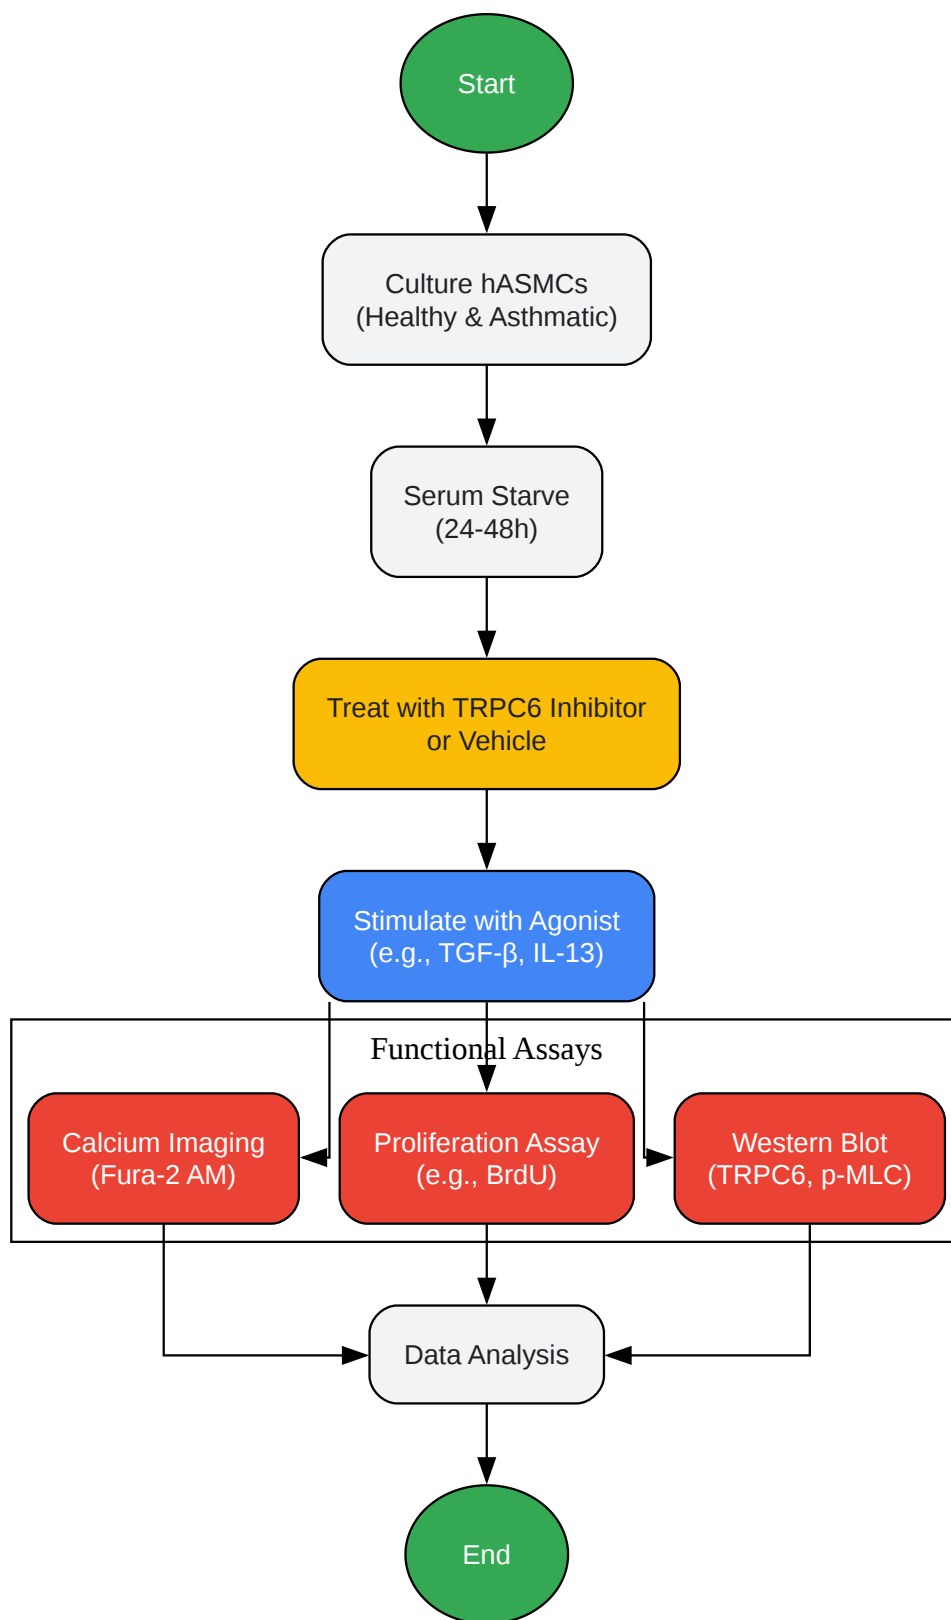 Start
Culture hASMCs
(Healthy & Asthmatic)
Serum Starve
(24-48h)
Treat with TRPC6 Inhibitor
or Vehicle
Stimulate with Agonist
(e.g., TGF-β, IL-13)
Functional Assays
Calcium Imaging
(Fura-2 AM)
Proliferation Assay
(e.g., BrdU)
Western Blot
(TRPC6, p-MLC)
Data Analysis
End